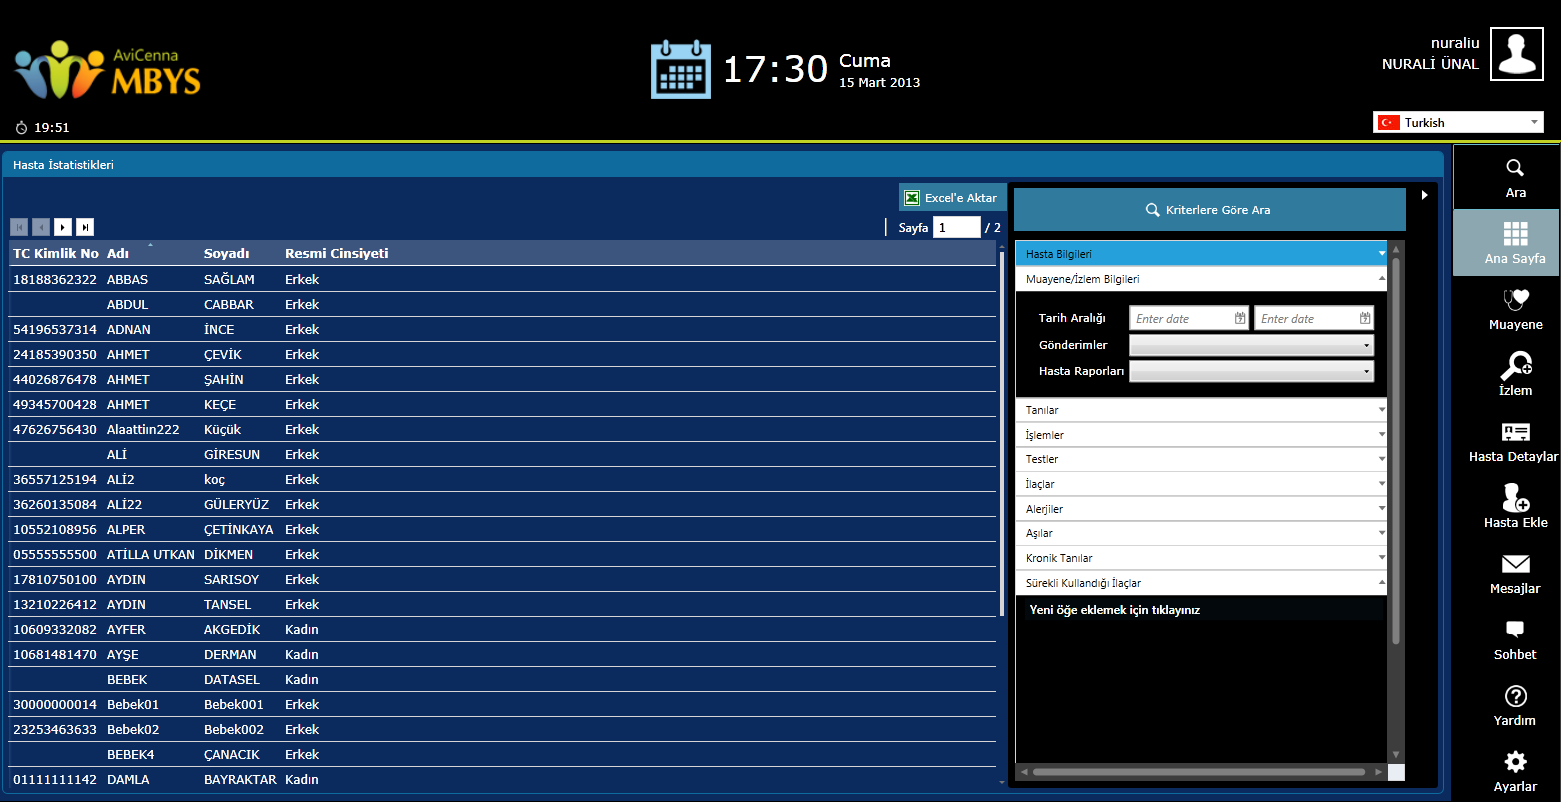 AviCenna
MBYS
17:30
Cuma
15 Mart 2013
nuraliu
NURALİ ÜNAL
19:51
Turkish
Hasta İstatistikleri
Excel'e Aktar
Sayfa 1 / 2
TC Kimlik No Adı Soyadı Resmi Cinsiyeti
18188362322 ABBAS SAĞLAM Erkek
ABDUL CABBAR Erkek
54196537314 ADNAN İNCE Erkek
24185390350 AHMET ÇEVİK Erkek
44026876478 AHMET ŞAHİN Erkek
49345700428 AHMET KEÇE Erkek
47626756430 Alaattiın222 Küçük Erkek
ALİ GİRESUN Erkek
36557125194 ALİ2 koç Erkek
36260135084 ALİ22 GÜLERYÜZ Erkek
10552108956 ALPER ÇETİNKAYA Erkek
05555555500 ATİLLA UTKAN DİKMEN Erkek
17810750100 AYDIN SARISOY Erkek
13210226412 AYDIN TANSEL Erkek
10609332082 AYFER AKGEDİK Kadın
10681481470 AYŞE DERMAN Kadın
BEBEK DATASEL Kadın
30000000014 Bebek01 Bebek001 Erkek
23253463633 Bebek02 Bebek002 Erkek
BEBEK4 ÇANACIK Erkek
01111111142 DAMLA BAYRAKTAR Kadın
Kriterlere Göre Ara
Hasta Bilgileri
Muayene/İzlem Bilgileri
Tarih Aralığı Enter date Enter date
Gönderimler
Hasta Raporları
Tanılar
İşlemler
Testler
İlaçlar
Alerjiler
Aşılar
Kronik Tanılar
Sürekli Kullandığı İlaçlar
Yeni öğe eklemek için tıklayınız
Ara
Ana Sayfa
Muayene
İzlem
Hasta Detaylar
Hasta Ekle
Mesajlar
Sohbet
Yardım
Ayarlar